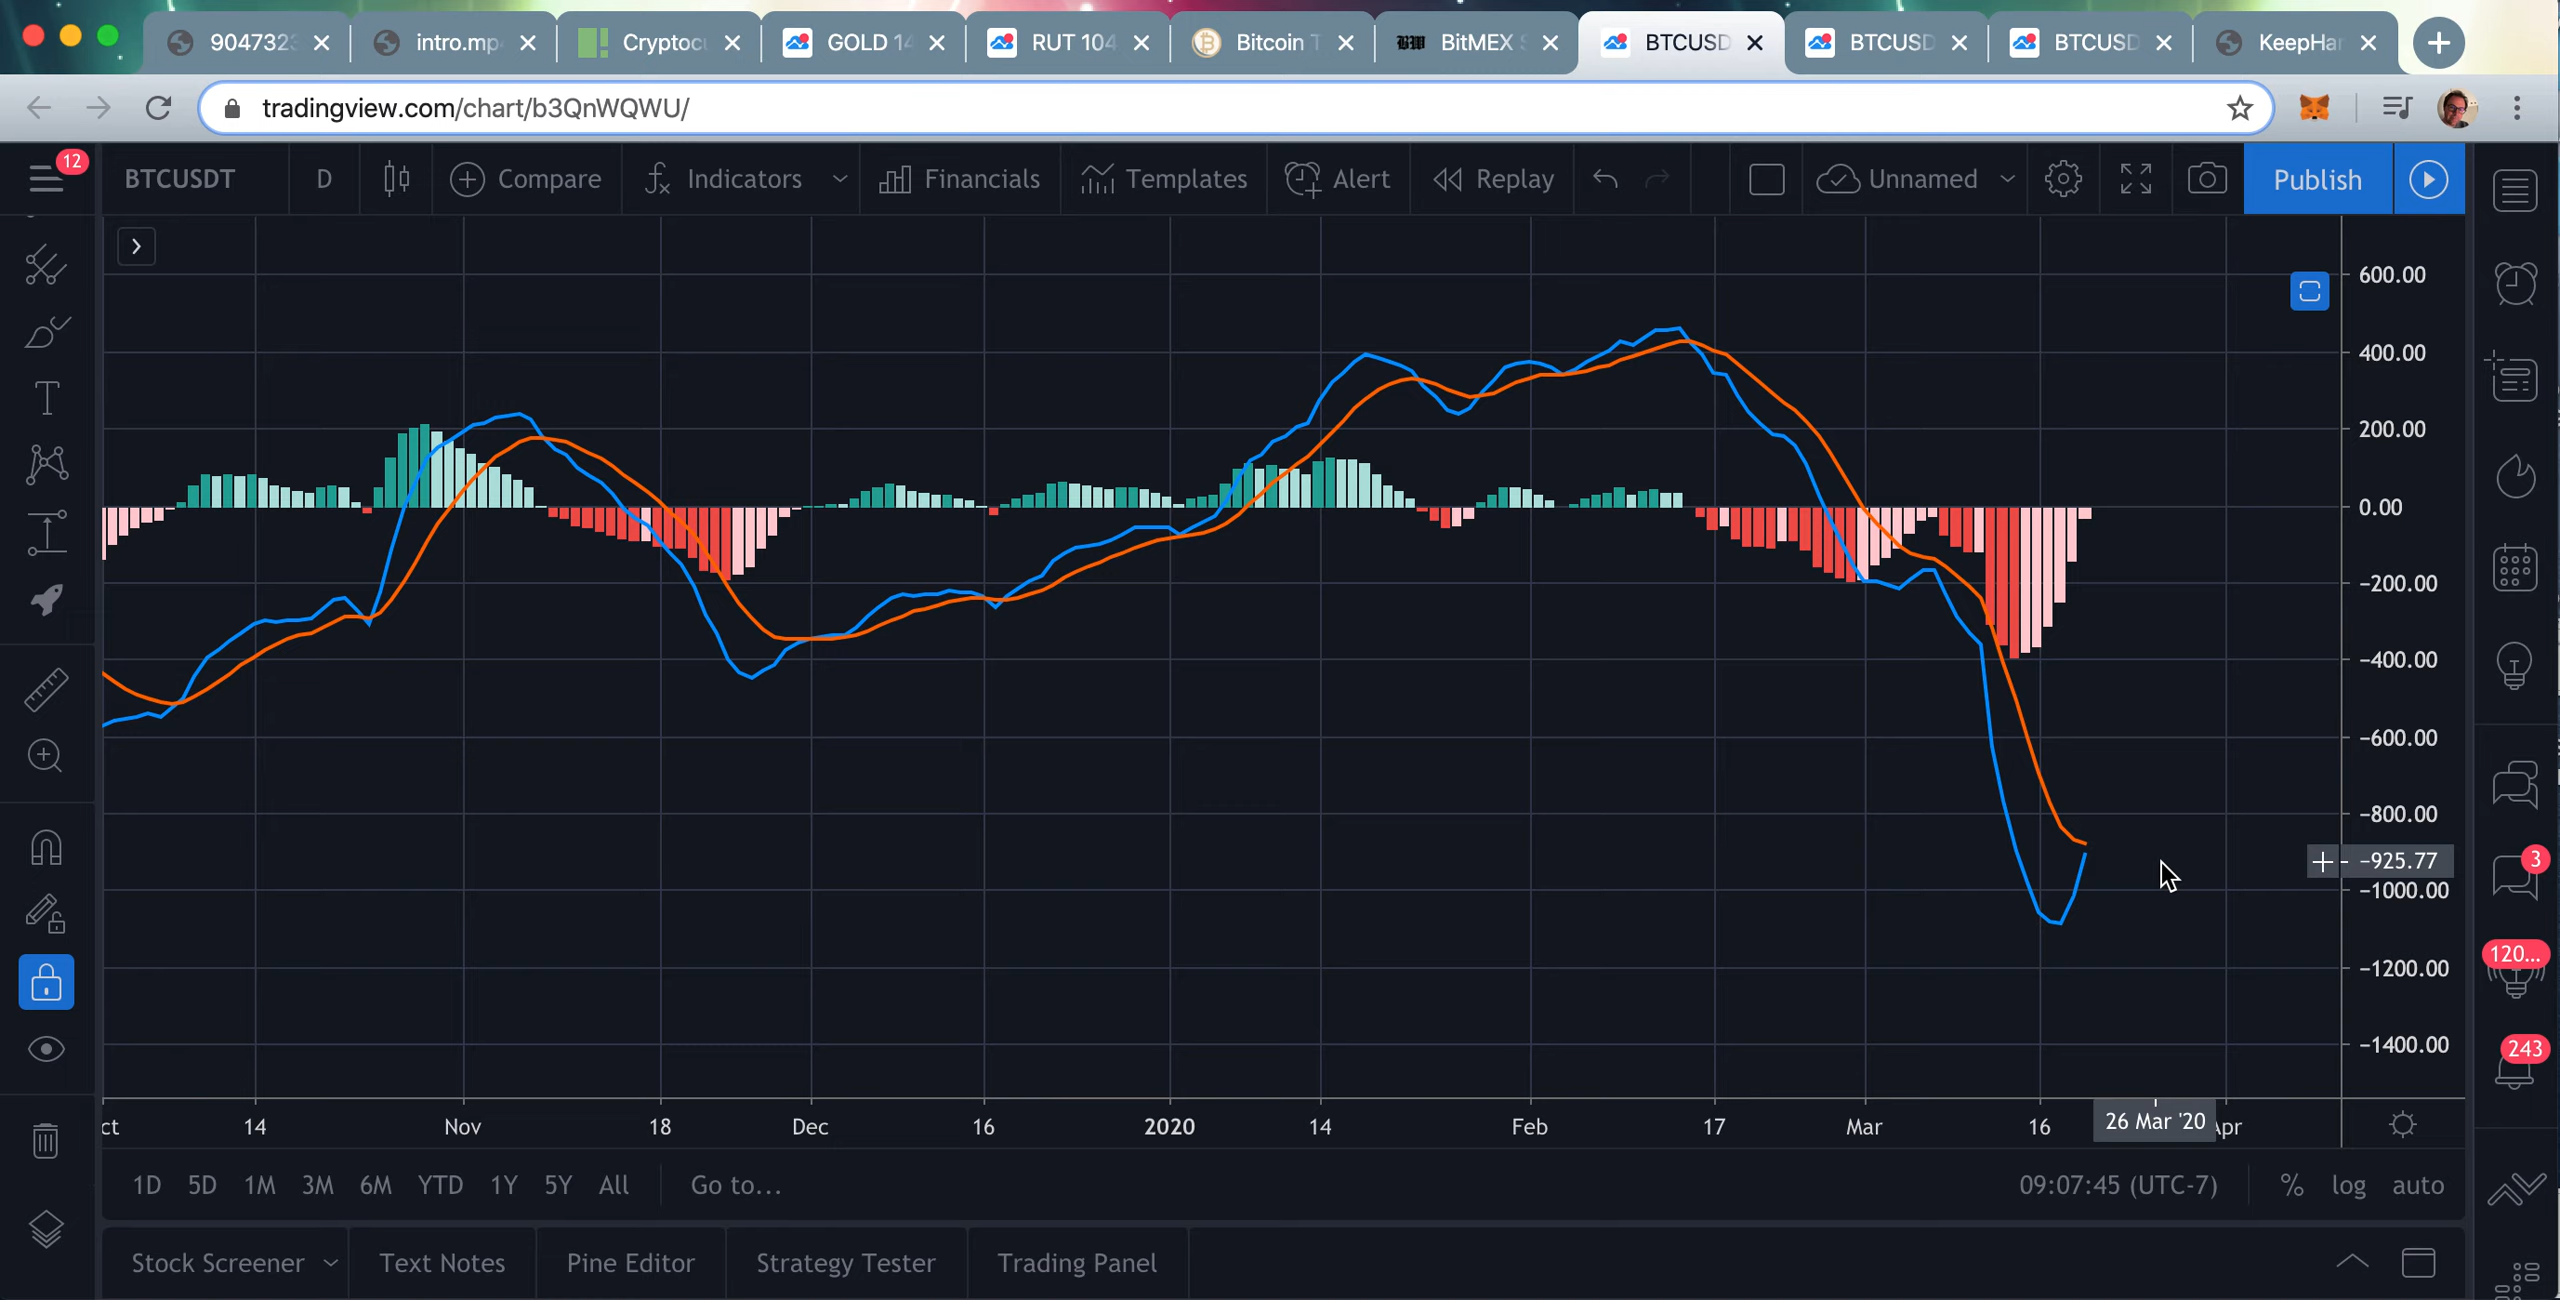 9047323 intro.mp Cryptoc GOLD 14 RUT 104 Bitcoin T BitMEX S BTCUSD BTCUSD BTCUSD KeepHar
tradingview.com/chart/b3QnWQWU/
12
BTCUSDT D Compare Indicators Financials Templates Alert Replay Unnamed Publish
600.00
400.00
200.00
0.00
-200.00
-400.00
-600.00
-800.00
-925.77
-1000.00
-1200.00
-1400.00
3
120...
243
ct 14 Nov 18 Dec 16 2020 14 Feb 17 Mar 16 26 Mar '20 Apr
1D 5D 1M 3M 6M YTD 1Y 5Y All Go to... 09:07:45 (UTC-7) % log auto
Stock Screener Text Notes Pine Editor Strategy Tester Trading Panel